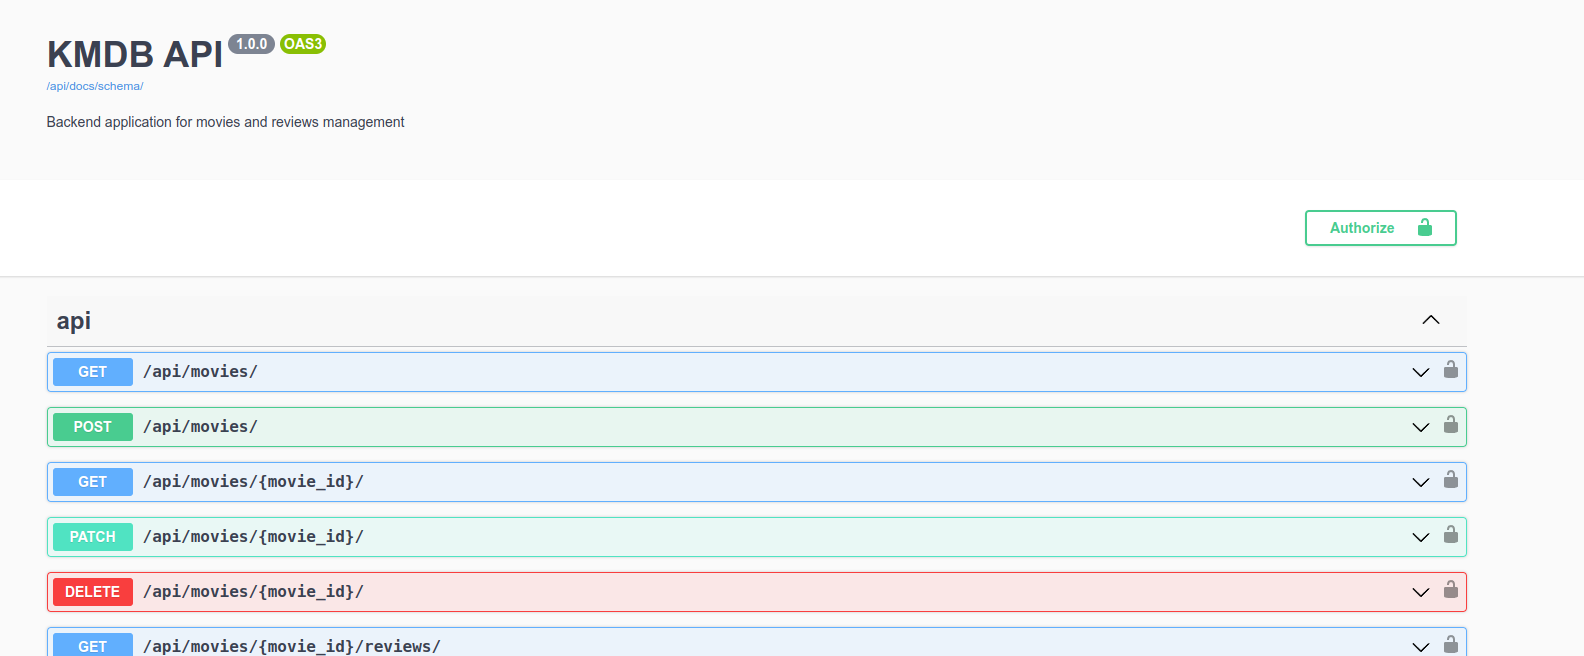 KMDB API 1.0.0 OAS3
/api/docs/schema/
Backend application for movies and reviews management
Authorize
api
GET /api/movies/
POST /api/movies/
GET /api/movies/{movie_id}/
PATCH /api/movies/{movie_id}/
DELETE /api/movies/{movie_id}/
GET /api/movies/{movie_id}/reviews/